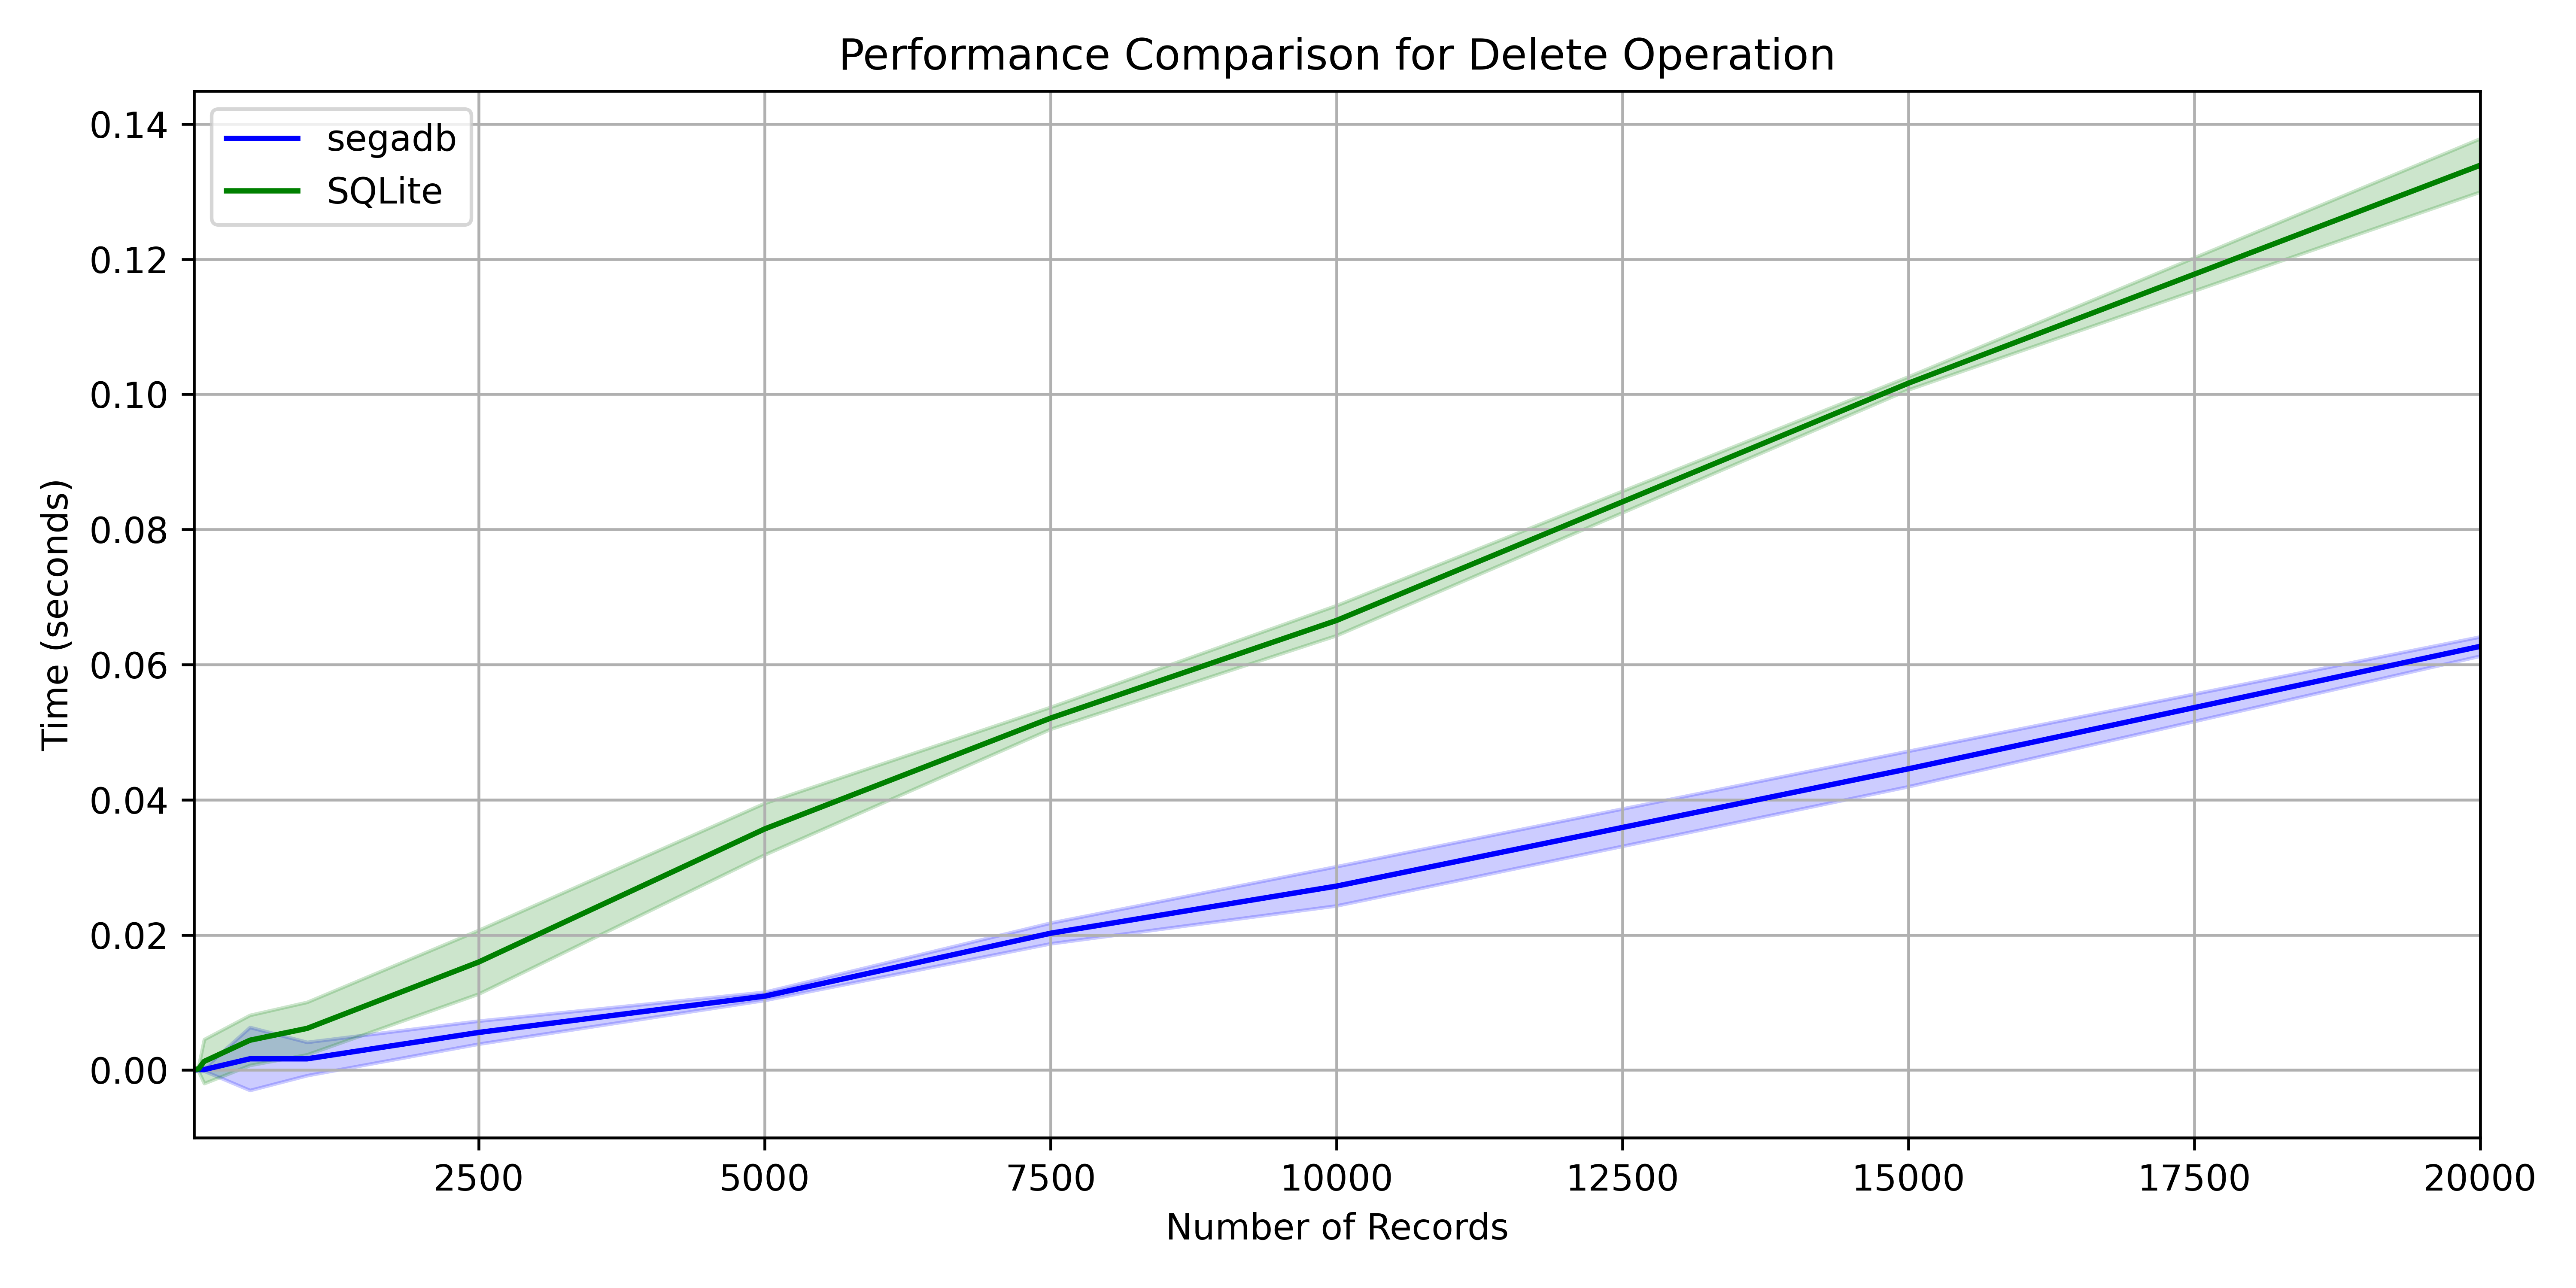 Performance Comparison for Delete Operation
segadb
SQLite
0.14
0.12
0.10
0.08
0.06
0.04
0.02
0.00
Time (seconds)
2500 5000 7500 10000 12500 15000 17500 20000
Number of Records